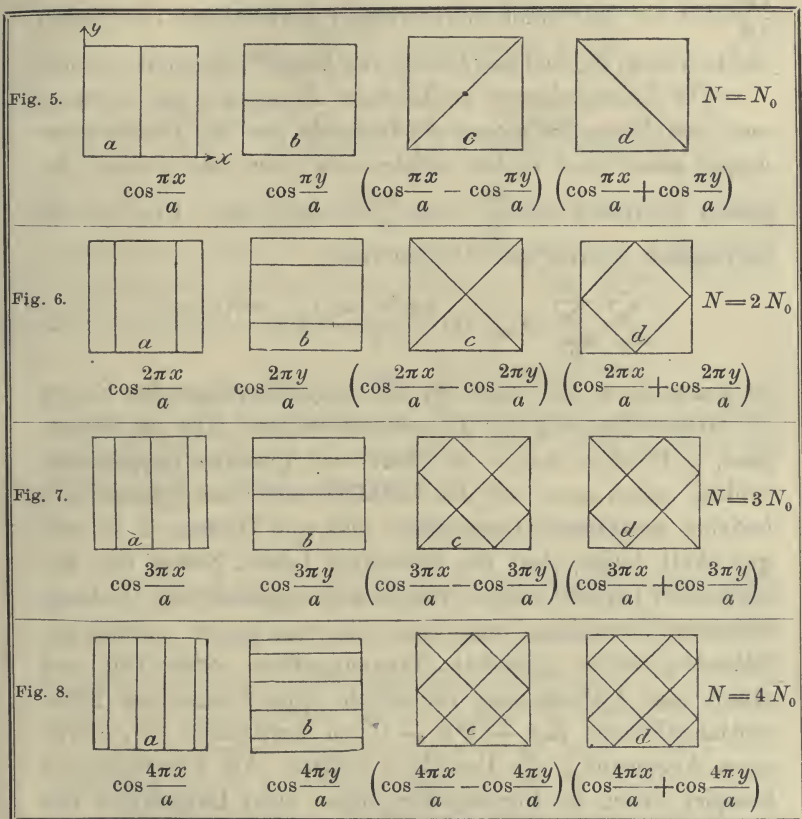 y
Fig. 5. a b c d N = N₀
x
cos πx/a cos πy/a (cos πx/a − cos πy/a) (cos πx/a + cos πy/a)
Fig. 6. a b c d N = 2 N₀
cos 2πx/a cos 2πy/a (cos 2πx/a − cos 2πy/a) (cos 2πx/a + cos 2πy/a)
Fig. 7. a b c d N = 3 N₀
cos 3πx/a cos 3πy/a (cos 3πx/a − cos 3πy/a) (cos 3πx/a + cos 3πy/a)
Fig. 8. a b c d N = 4 N₀
cos 4πx/a cos 4πy/a (cos 4πx/a − cos 4πy/a) (cos 4πx/a + cos 4πy/a)